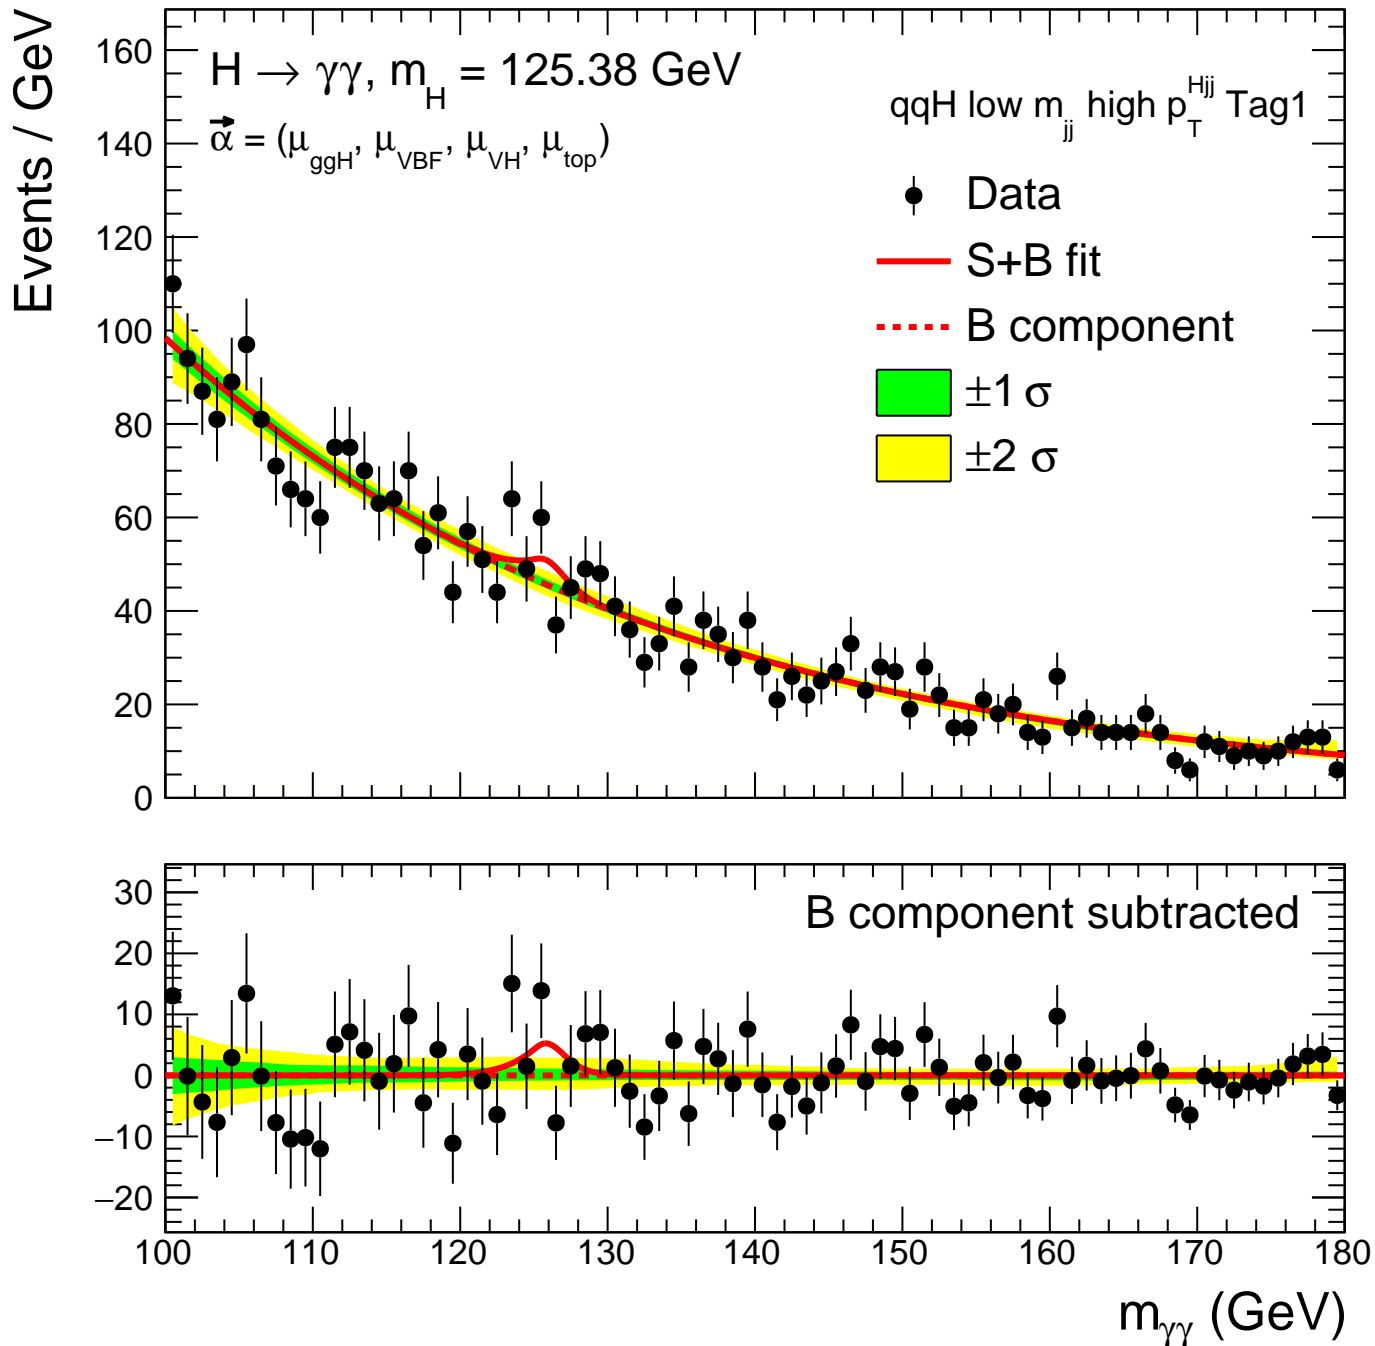 Events / GeV
160
140
120
100
80
60
40
20
0
H → γγ, m_H = 125.38 GeV
α⃗ = (μ_ggH, μ_VBF, μ_VH, μ_top)
qqH low m_jj high p_T^Hjj Tag1
Data
S+B fit
B component
±1 σ
±2 σ
B component subtracted
30
20
10
0
−10
−20
100 110 120 130 140 150 160 170 180
m_γγ (GeV)